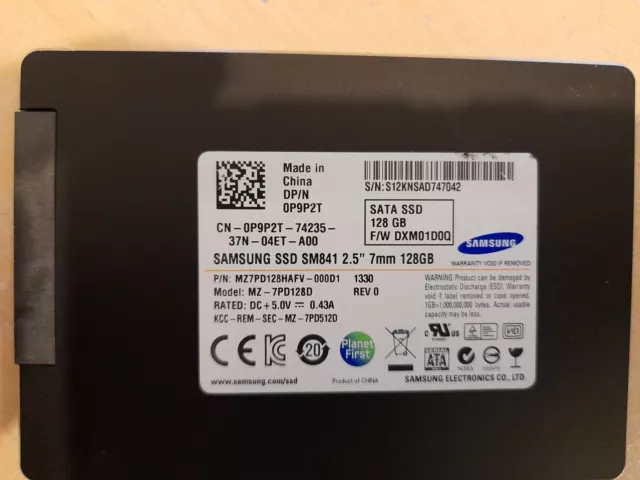 Made in
China
DP/N
0P9P2T
CN - 0P9P2T - 74235 -
37N - 04ET - A00
S/N: S12KNSAD747042
SATA SSD
128 GB
F/W DXM01D0Q
SAMSUNG
SAMSUNG SSD SM841 2.5" 7mm 128GB
WARRANTY VOID IF REMOVED
P/N: MZ7PD128HAFV-000D1 1330
Model: MZ-7PD128D REV 0
RATED: DC+5.0V 0.43A
KCC-REM-SEC-MZ-7PD512D
WARNING: Product can be damaged by
Electrostatic Discharge (ESD). Warranty
void if label removed or case opened.
1GB=1,000,000,000 bytes. Actual usable
capacity may be less.
20
Planet
First
c US
SERIAL
ATA
www.samsung.com/ssd
Product of CHINA
SAMSUNG ELECTRONICS CO., LTD.